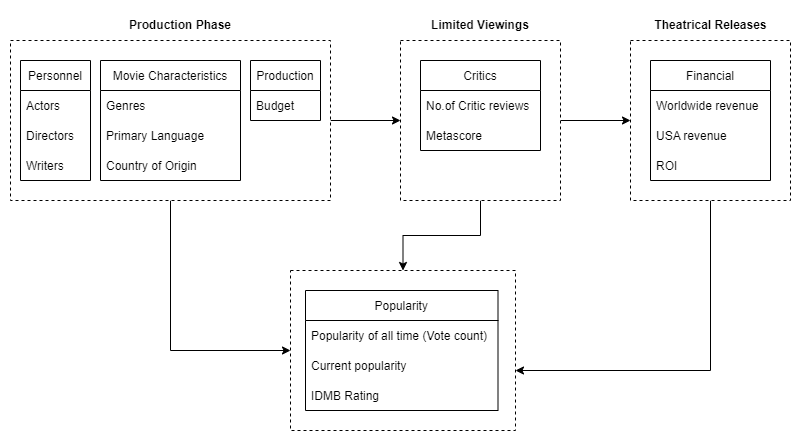 Production Phase
Limited Viewings
Theatrical Releases
Personnel
Actors
Directors
Writers
Movie Characteristics
Genres
Primary Language
Country of Origin
Production
Budget
Critics
No.of Critic reviews
Metascore
Financial
Worldwide revenue
USA revenue
ROI
Popularity
Popularity of all time (Vote count)
Current popularity
IDMB Rating